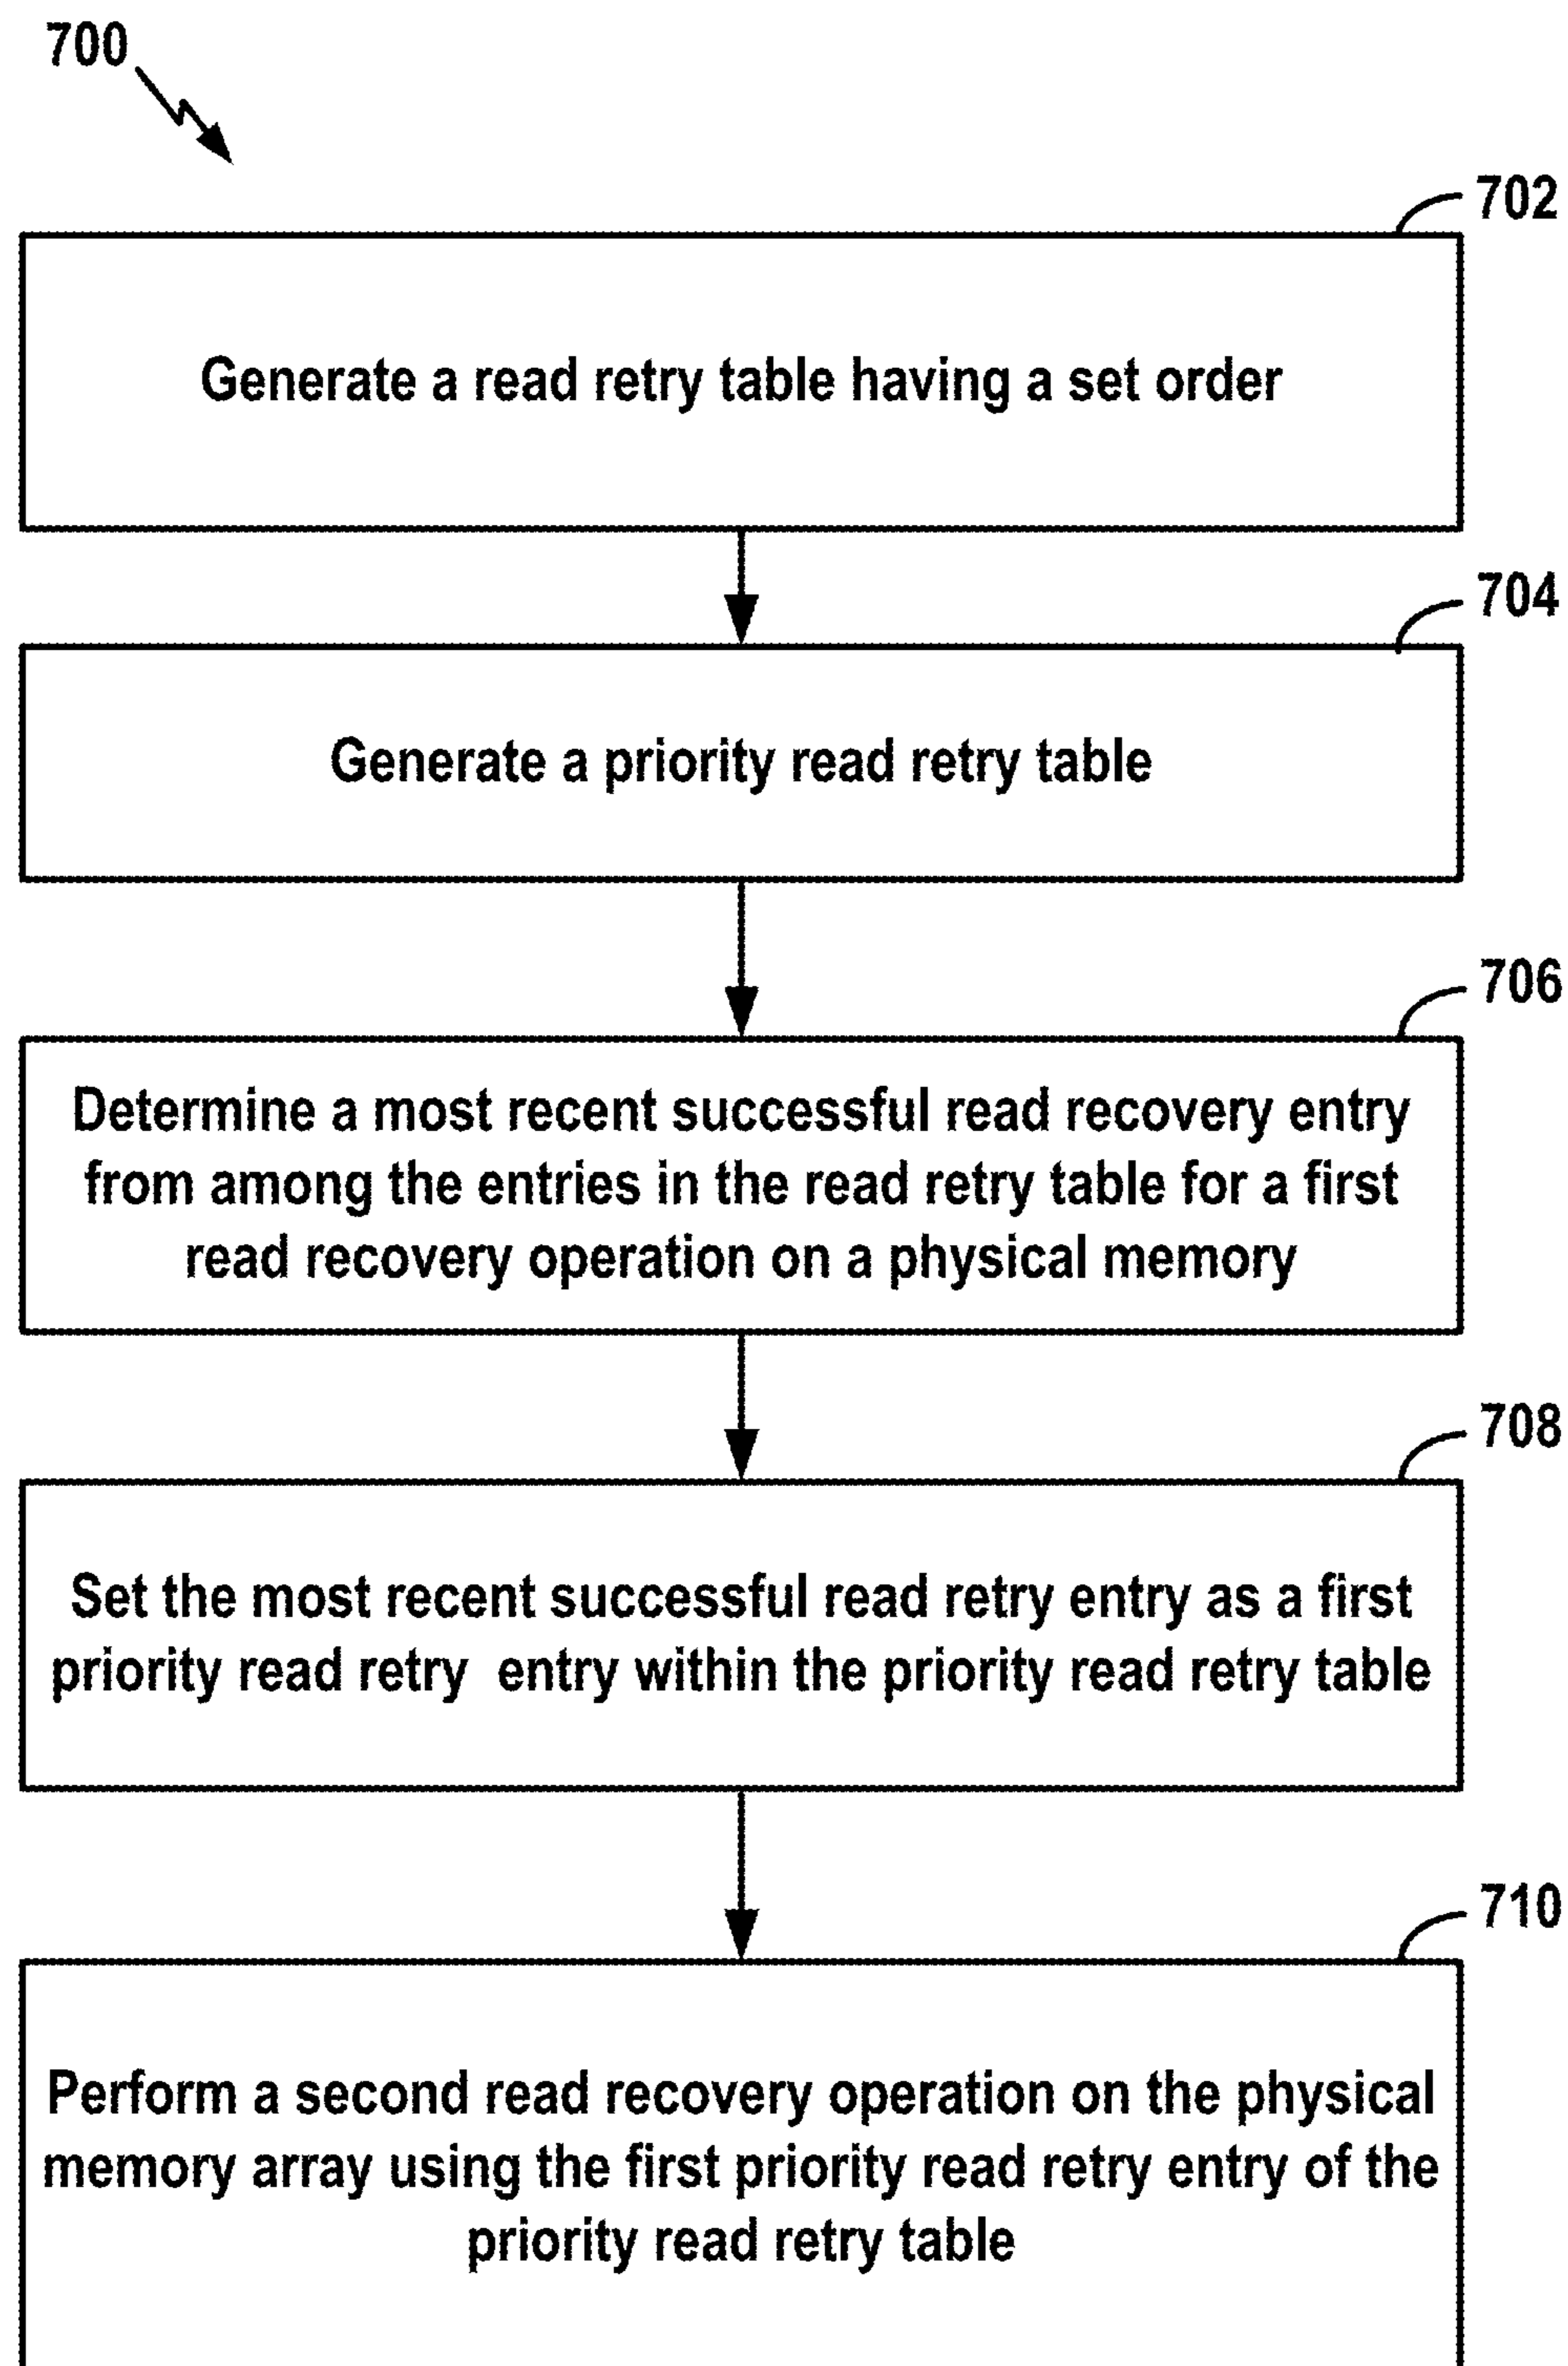 700
702
Generate a read retry table having a set order
704
Generate a priority read retry table
706
Determine a most recent successful read recovery entry
from among the entries in the read retry table for a first
read recovery operation on a physical memory
708
Set the most recent successful read retry entry as a first
priority read retry entry within the priority read retry table
710
Perform a second read recovery operation on the physical
memory array using the first priority read retry entry of the
priority read retry table